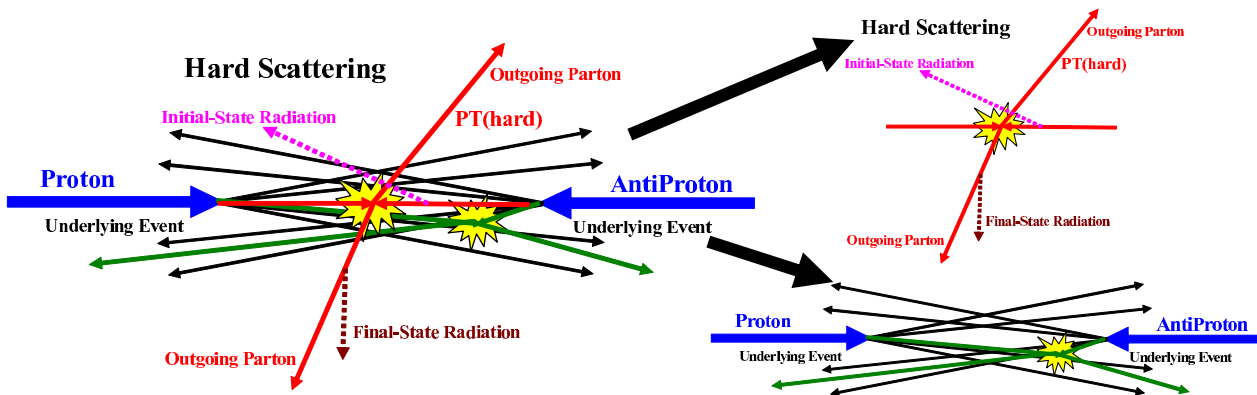 Hard Scattering
Outgoing Parton
Initial-State Radiation
PT(hard)
Proton
AntiProton
Underlying Event
Underlying Event
Final-State Radiation
Outgoing Parton
Hard Scattering
Outgoing Parton
Initial-State Radiation
PT(hard)
Final-State Radiation
Outgoing Parton
Proton
AntiProton
Underlying Event
Underlying Event